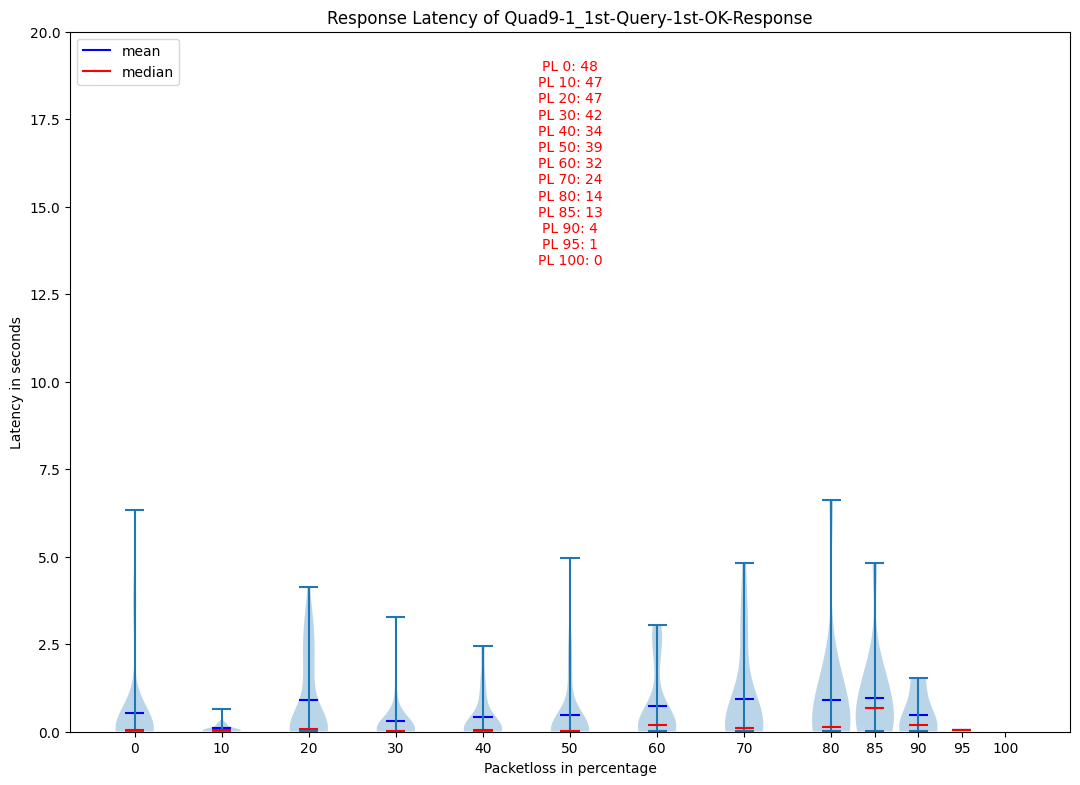 Response Latency of Quad9-1_1st-Query-1st-OK-Response
20.0
17.5
15.0
12.5
10.0
7.5
5.0
2.5
0.0
Latency in seconds
mean
median
PL 0: 48
PL 10: 47
PL 20: 47
PL 30: 42
PL 40: 34
PL 50: 39
PL 60: 32
PL 70: 24
PL 80: 14
PL 85: 13
PL 90: 4
PL 95: 1
PL 100: 0
0 10 20 30 40 50 60 70 80 85 90 95 100
Packetloss in percentage